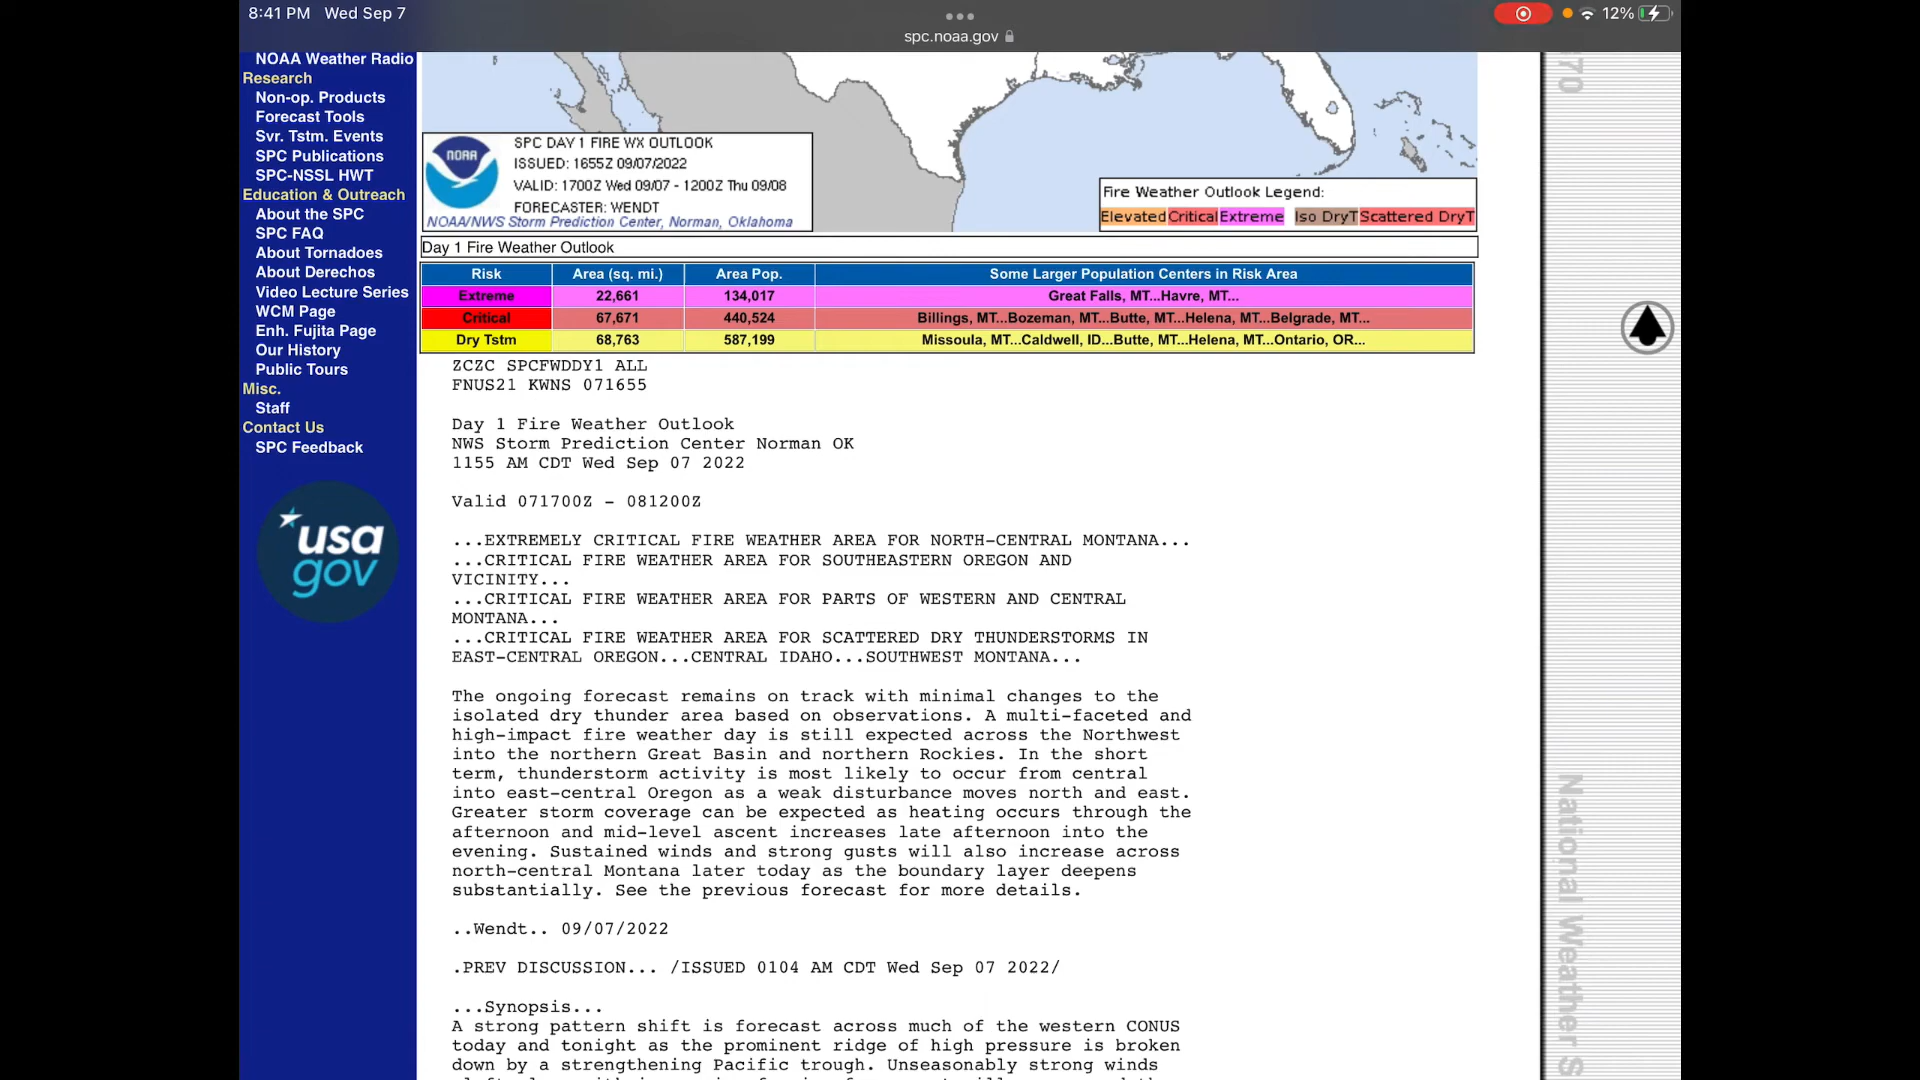 8:41 PM Wed Sep 7
spc.noaa.gov
12%
NOAA Weather Radio
Research
Non-op. Products
Forecast Tools
Svr. Tstm. Events
SPC Publications
SPC-NSSL HWT
Education & Outreach
About the SPC
SPC FAQ
About Tornadoes
About Derechos
Video Lecture Series
WCM Page
Enh. Fujita Page
Our History
Public Tours
Misc.
Staff
Contact Us
SPC Feedback
usa
gov
NOAA
SPC DAY 1 FIRE WX OUTLOOK
ISSUED: 1655Z 09/07/2022
VALID: 1700Z Wed 09/07 - 1200Z Thu 09/08
FORECASTER: WENDT
NOAA/NWS Storm Prediction Center, Norman, Oklahoma
Fire Weather Outlook Legend:
Elevated Critical Extreme Iso DryT Scattered DryT
Day 1 Fire Weather Outlook
Risk Area (sq. mi.) Area Pop. Some Larger Population Centers in Risk Area
Extreme 22,661 134,017 Great Falls, MT...Havre, MT...
Critical 67,671 440,524 Billings, MT...Bozeman, MT...Butte, MT...Helena, MT...Belgrade, MT...
Dry Tstm 68,763 587,199 Missoula, MT...Caldwell, ID...Butte, MT...Helena, MT...Ontario, OR...
ZCZC SPCFWDDY1 ALL
FNUS21 KWNS 071655
Day 1 Fire Weather Outlook
NWS Storm Prediction Center Norman OK
1155 AM CDT Wed Sep 07 2022
Valid 071700Z - 081200Z
...EXTREMELY CRITICAL FIRE WEATHER AREA FOR NORTH-CENTRAL MONTANA...
...CRITICAL FIRE WEATHER AREA FOR SOUTHEASTERN OREGON AND
VICINITY...
...CRITICAL FIRE WEATHER AREA FOR PARTS OF WESTERN AND CENTRAL
MONTANA...
...CRITICAL FIRE WEATHER AREA FOR SCATTERED DRY THUNDERSTORMS IN
EAST-CENTRAL OREGON...CENTRAL IDAHO...SOUTHWEST MONTANA...
The ongoing forecast remains on track with minimal changes to the
isolated dry thunder area based on observations. A multi-faceted and
high-impact fire weather day is still expected across the Northwest
into the northern Great Basin and northern Rockies. In the short
term, thunderstorm activity is most likely to occur from central
into east-central Oregon as a weak disturbance moves north and east.
Greater storm coverage can be expected as heating occurs through the
afternoon and mid-level ascent increases late afternoon into the
evening. Sustained winds and strong gusts will also increase across
north-central Montana later today as the boundary layer deepens
substantially. See the previous forecast for more details.
..Wendt.. 09/07/2022
.PREV DISCUSSION... /ISSUED 0104 AM CDT Wed Sep 07 2022/
...Synopsis...
A strong pattern shift is forecast across much of the western CONUS
today and tonight as the prominent ridge of high pressure is broken
down by a strengthening Pacific trough. Unseasonably strong winds
70
National Weather S